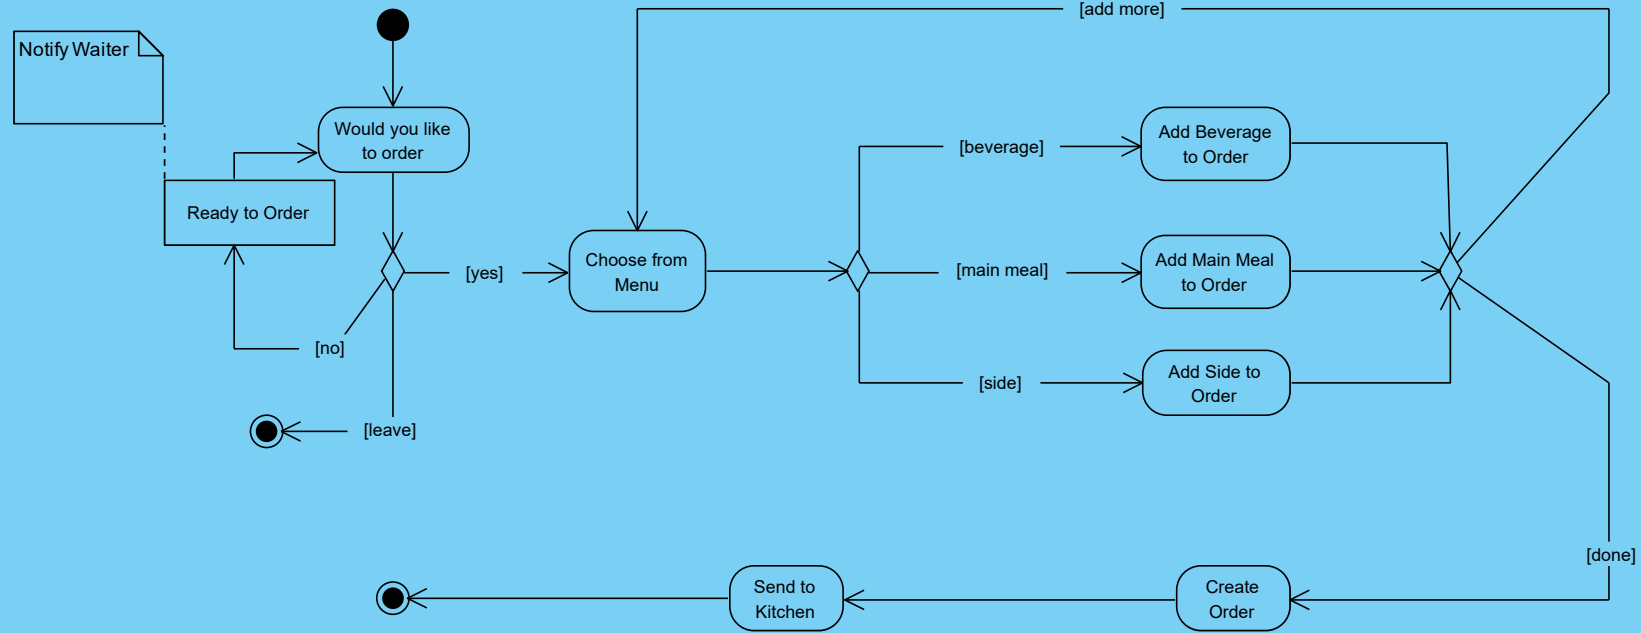 [add more]
Notify Waiter
Would you like
to order
[beverage]
Add Beverage
to Order
Ready to Order
[yes]
Choose from
Menu
[main meal]
Add Main Meal
to Order
[no]
[side]
Add Side to
Order
[leave]
[done]
Send to
Kitchen
Create
Order